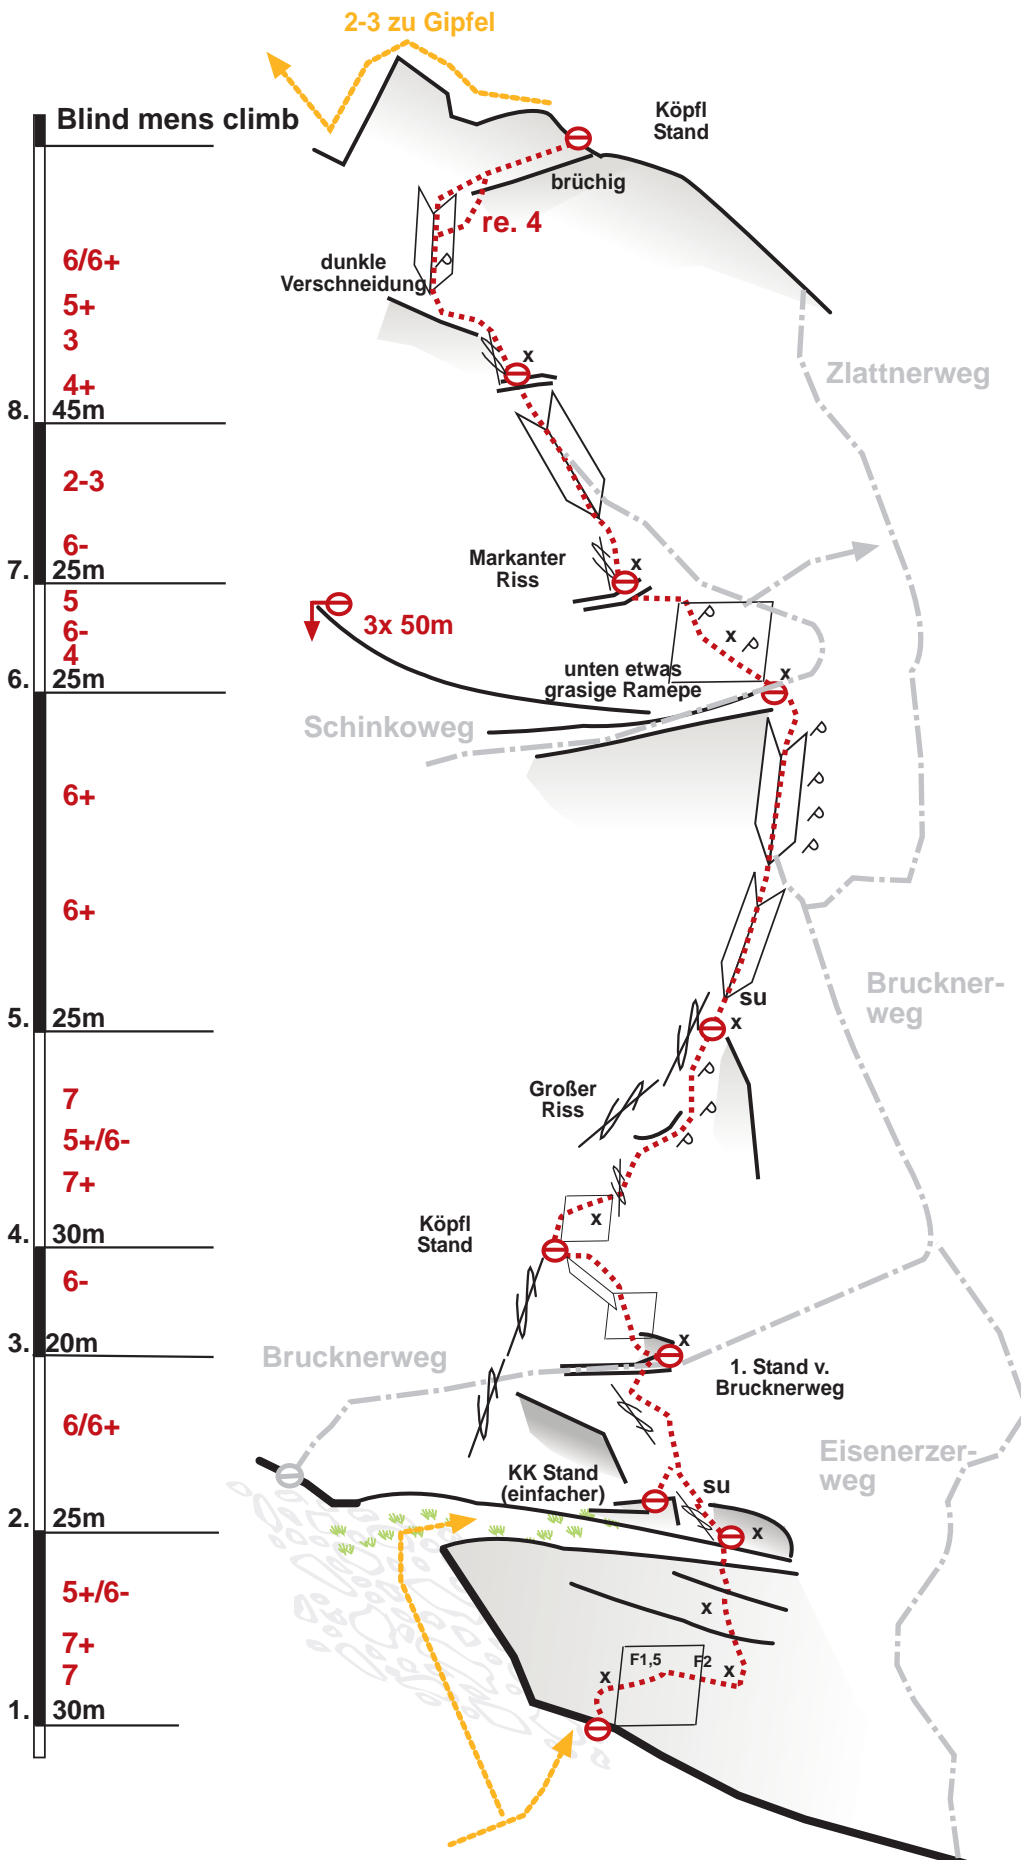 2-3 zu Gipfel
Blind mens climb
Köpfl
Stand
brüchig
re. 4
6/6+
dunkle
Verschneidung
5+
3
x
Zlattnerweg
4+
8. 45m
2-3
6-
Markanter
Riss
x
7. 25m
5
P
3x 50m
6-
x P
4
unten etwas
grasige Ramepe
x
6. 25m
Schinkoweg
P
6+
P
P
P
6+
Bruckner-
weg
su
x
5. 25m
P
Großer
Riss
7
P
5+/6-
P
7+
x
Köpfl
Stand
4. 30m
6-
x
3. 20m
Brucknerweg
1. Stand v.
Brucknerweg
6/6+
Eisenerzer-
weg
KK Stand
(einfacher)
su
x
2. 25m
5+/6-
x
7+
F1,5
F2
x
x
7
1. 30m
P